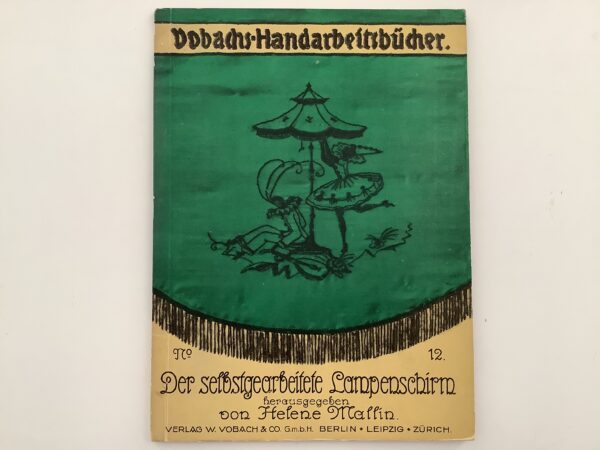 Vobachs-Handarbeitsbücher.
No 12.
Der selbstgearbeitete Lampenschirm
herausgegeben
von Helene Mallin.
VERLAG W. VOBACH & CO. G.m.b.H. BERLIN • LEIPZIG • ZÜRICH.